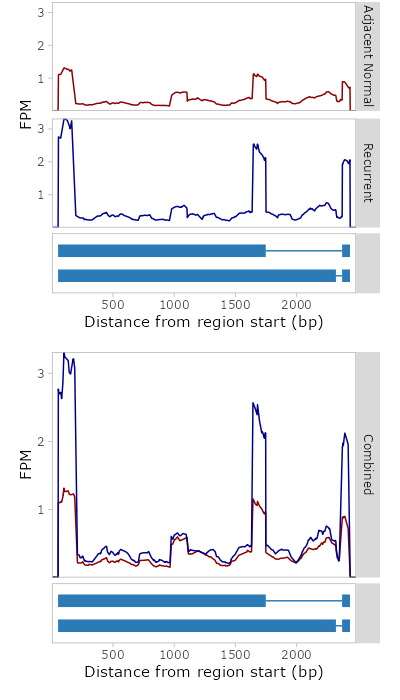 3
2
1
Adjacent Normal
3
2
1
Recurrent
FPM
500
1000
1500
2000
Distance from region start (bp)
3
2
1
FPM
Combined
500
1000
1500
2000
Distance from region start (bp)